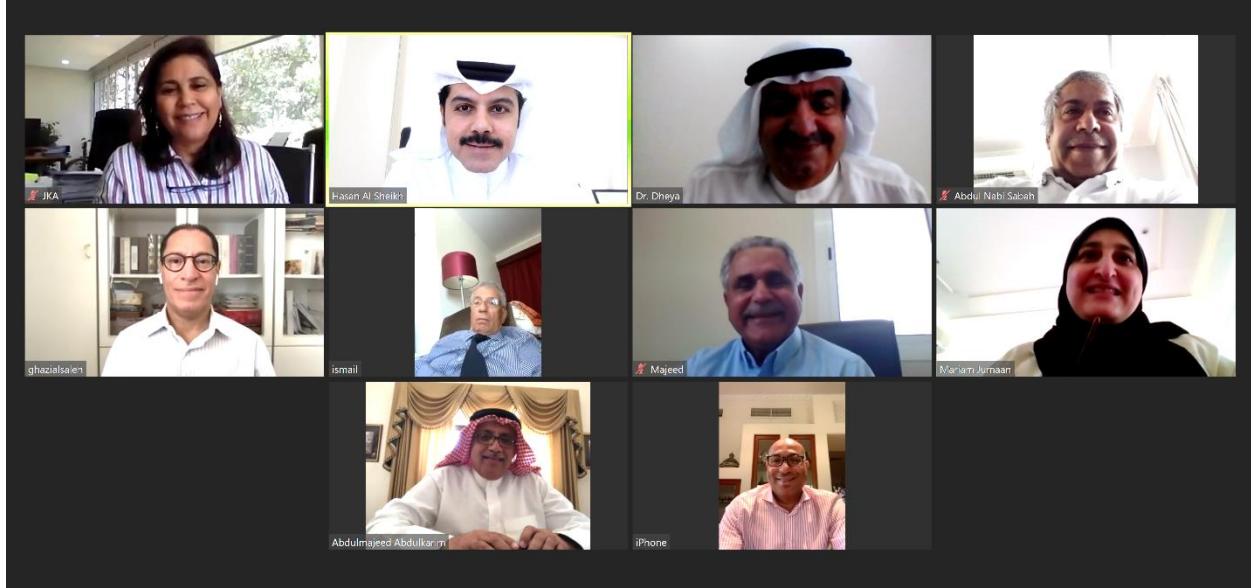 JKA
Hasan Al Sheikh
Dr. Dheya
Abdul Nabi Sabah
ghazialsaleh
ismail
Majeed
Mariam Jumaan
Abdulmajeed Abdulkarim
iPhone